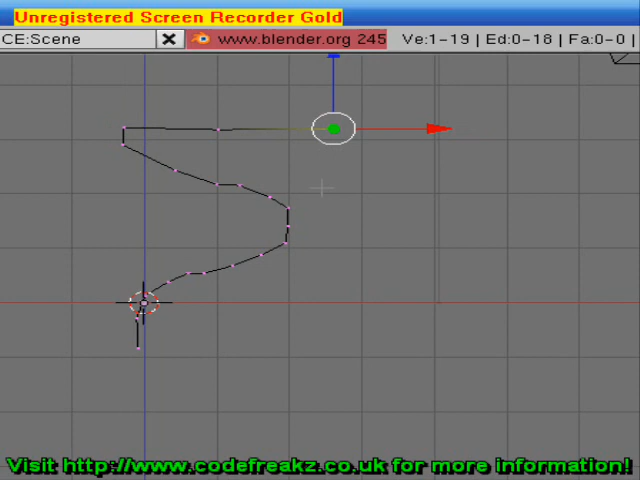 Unregistered Screen Recorder Gold
CE:Scene www.blender.org 245 Ve:1-19 | Ed:0-18 | Fa:0-0 |
Visit http://www.codefreakz.co.uk for more information!